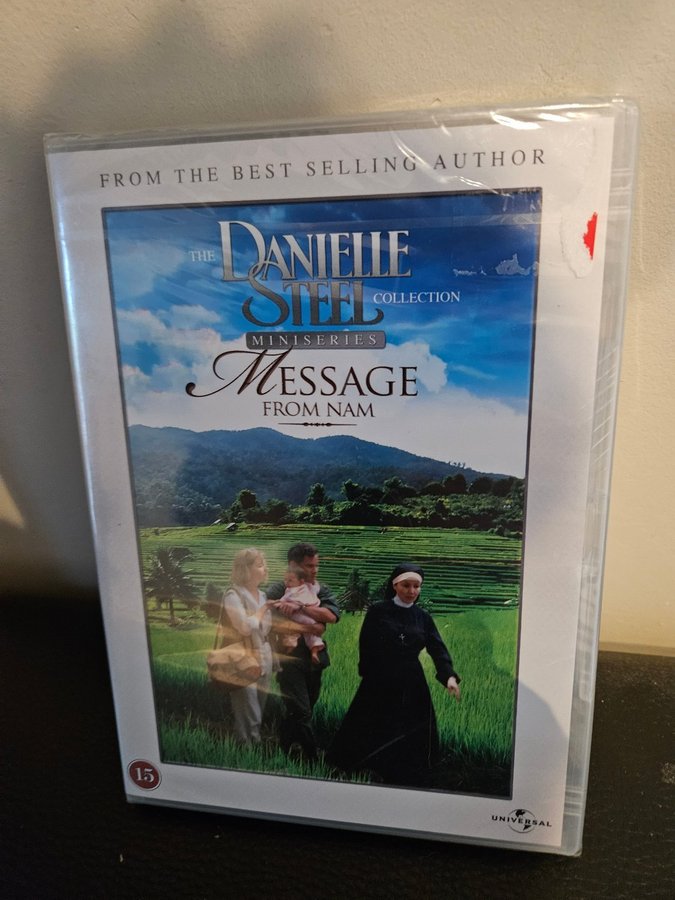 FROM THE BEST SELLING AUTHOR
THE DANIELLE
STEEL COLLECTION
MINISERIES
MESSAGE
FROM NAM
15
UNIVERSAL